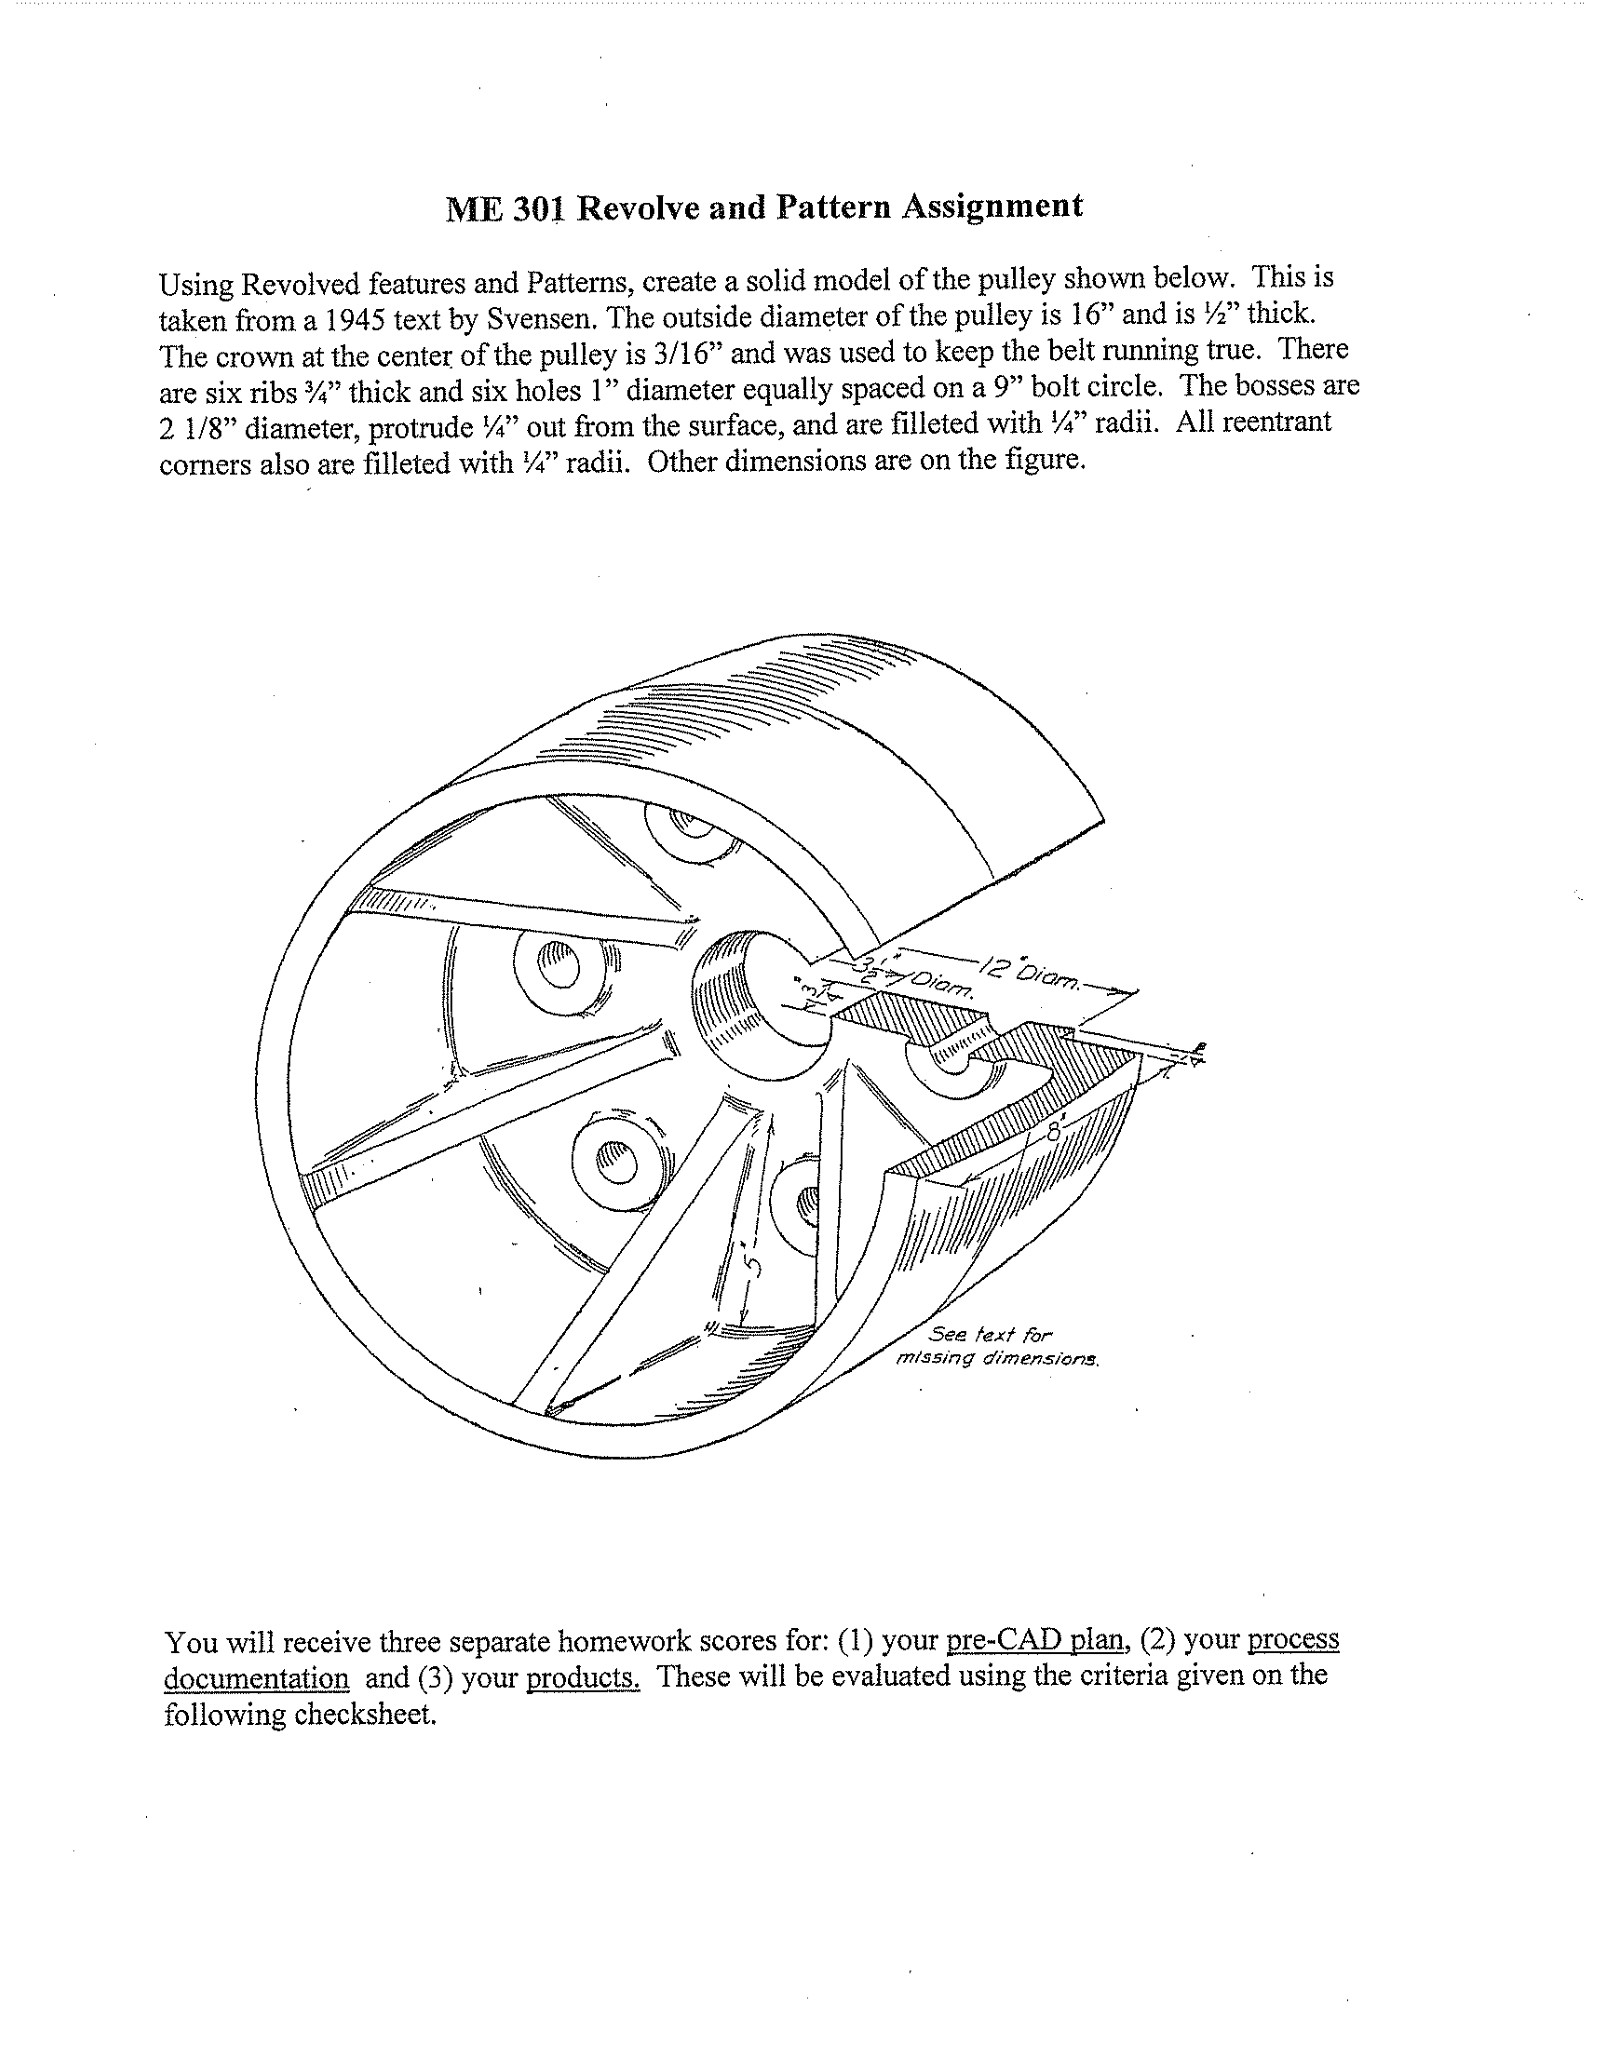 ME 301 Revolve and Pattern Assignment
Using Revolved features and Patterns, create a solid model of the pulley shown below. This is
taken from a 1945 text by Svensen. The outside diameter of the pulley is 16” and is ½” thick.
The crown at the center of the pulley is 3/16” and was used to keep the belt running true. There
are six ribs ¾” thick and six holes 1” diameter equally spaced on a 9” bolt circle. The bosses are
2 1/8” diameter, protrude ¼” out from the surface, and are filleted with ¼” radii. All reentrant
corners also are filleted with ¼” radii. Other dimensions are on the figure.
12" Diam.
3½" Diam.
3/4"
8"
5"
See text for
missing dimensions.
You will receive three separate homework scores for: (1) your pre-CAD plan, (2) your process
documentation and (3) your products. These will be evaluated using the criteria given on the
following checksheet.